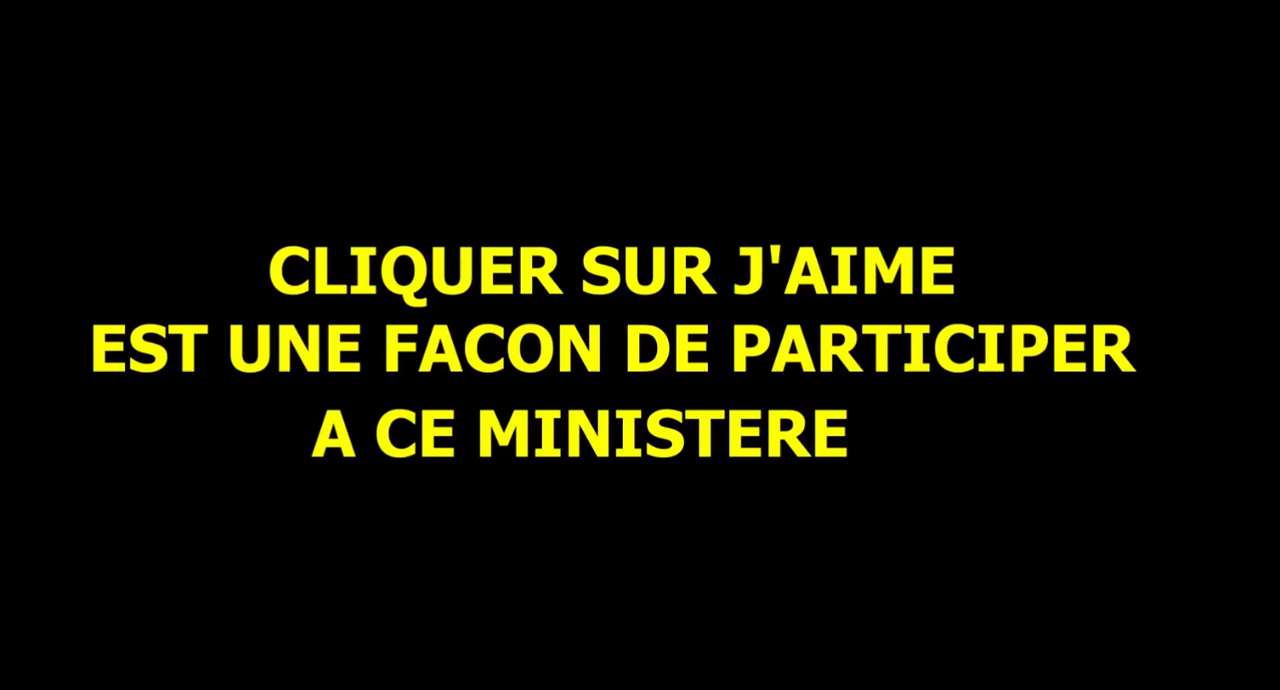 CLIQUER SUR J'AIME
EST UNE FACON DE PARTICIPER
A CE MINISTERE